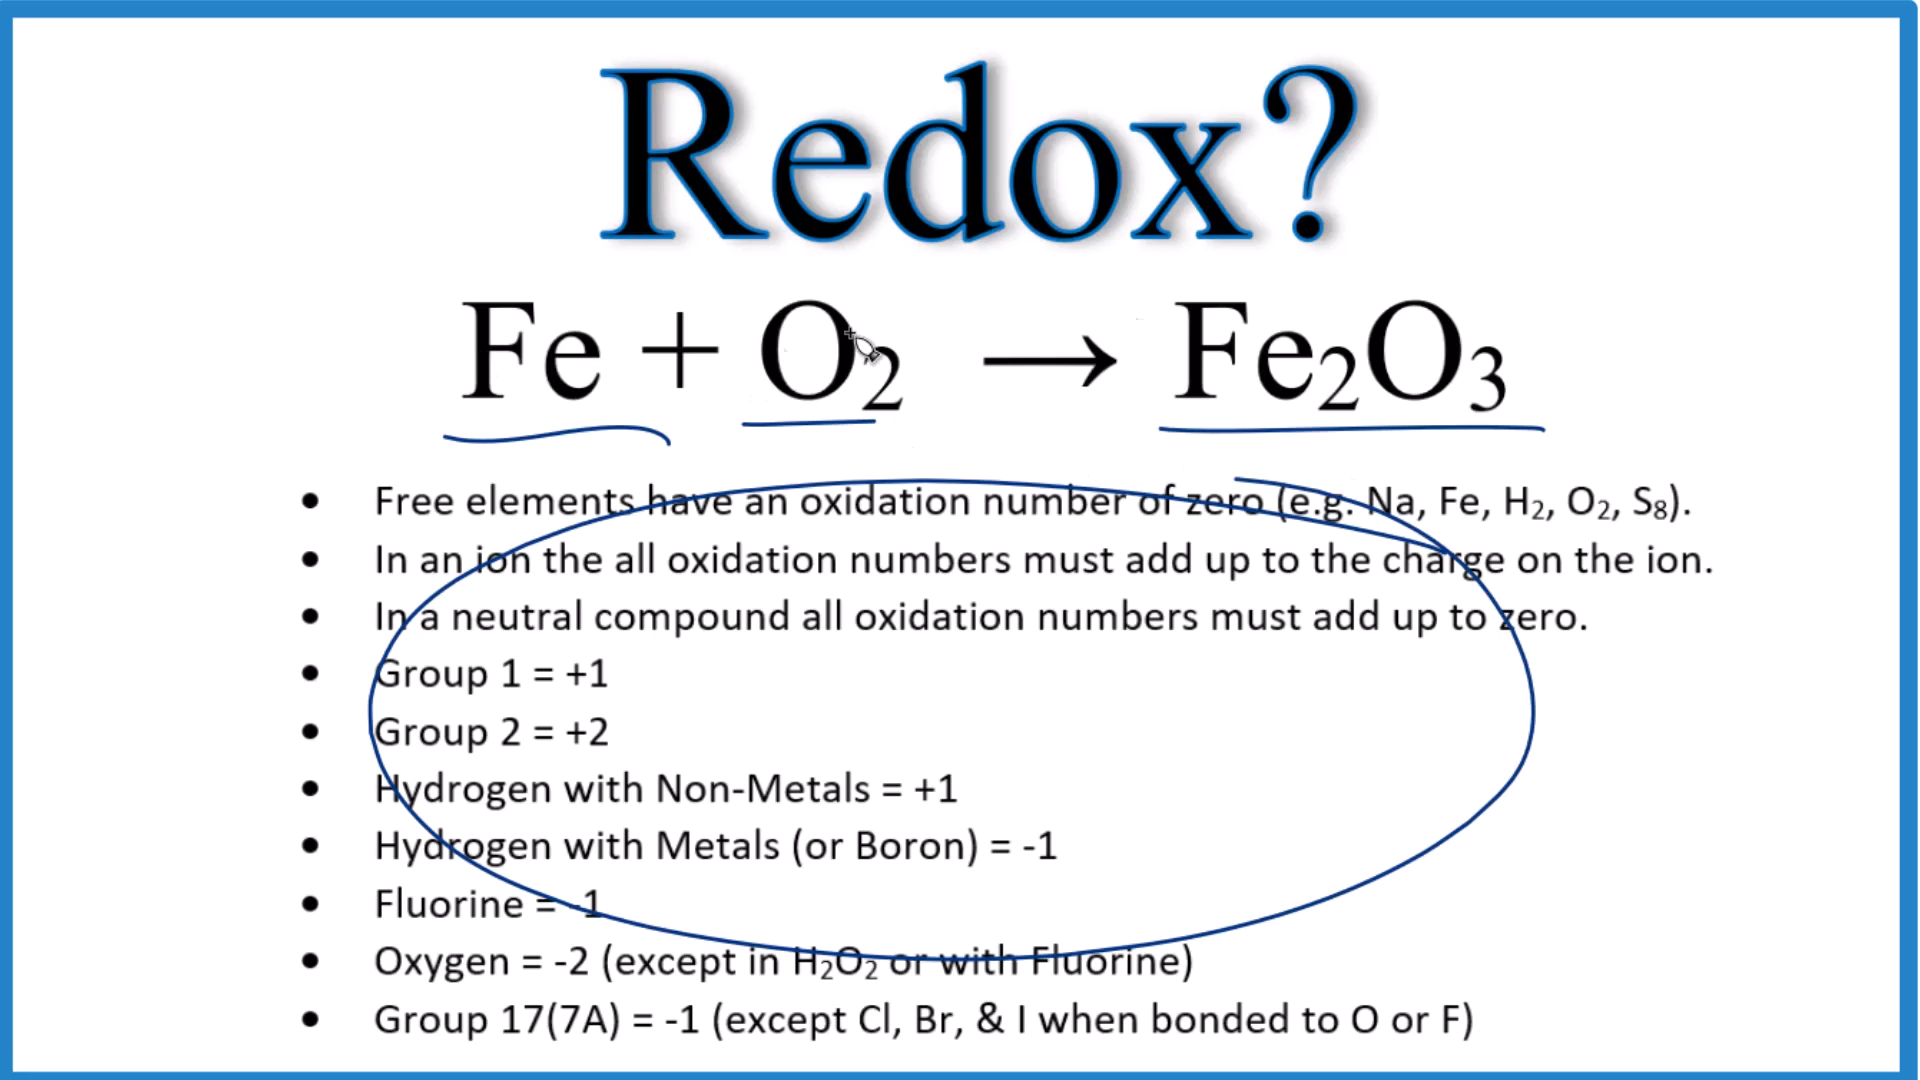 Redox?
Fe + O₂ → Fe₂O₃
• Free elements have an oxidation number of zero (e.g. Na, Fe, H₂, O₂, S₈).
• In an ion the all oxidation numbers must add up to the charge on the ion.
• In a neutral compound all oxidation numbers must add up to zero.
• Group 1 = +1
• Group 2 = +2
• Hydrogen with Non-Metals = +1
• Hydrogen with Metals (or Boron) = -1
• Fluorine = -1
• Oxygen = -2 (except in H₂O₂ or with Fluorine)
• Group 17(7A) = -1 (except Cl, Br, & I when bonded to O or F)